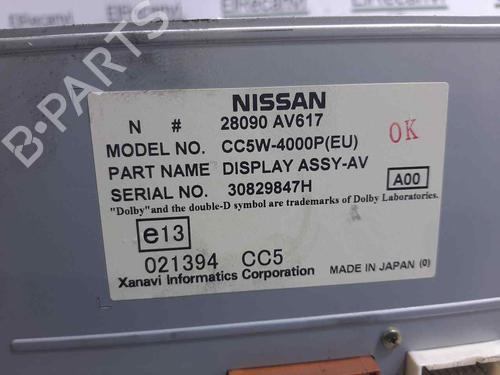 NISSAN
N # 28090 AV617
MODEL NO. CC5W-4000P(EU)
OK
PART NAME DISPLAY ASSY-AV
SERIAL NO. 30829847H
A00
"Dolby"and the double-D symbol are trademarks of Dolby Laboratories.
e13
021394 CC5
Xanavi Informatics Corporation
MADE IN JAPAN (0)
B-Parts